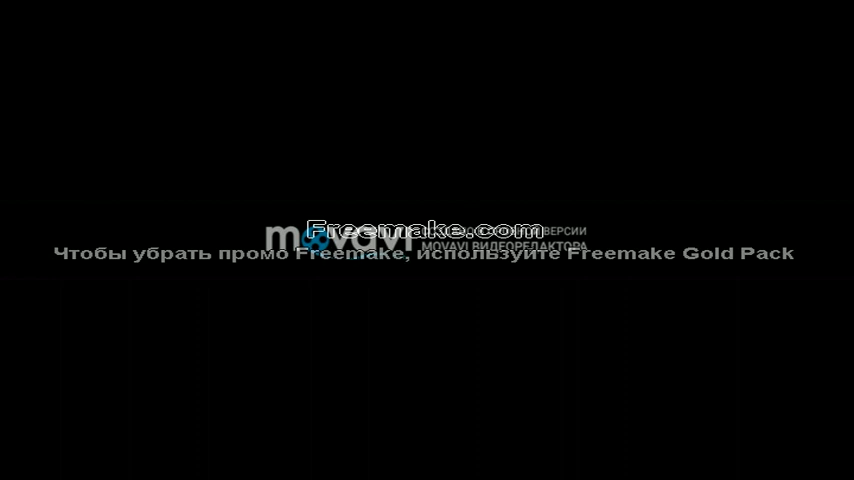 Freemake.com
movavi
ВЕРСИИ
MOVAVI ВИДЕОРЕДАКТОРА
Чтобы убрать промо Freemake, используйте Freemake Gold Pack